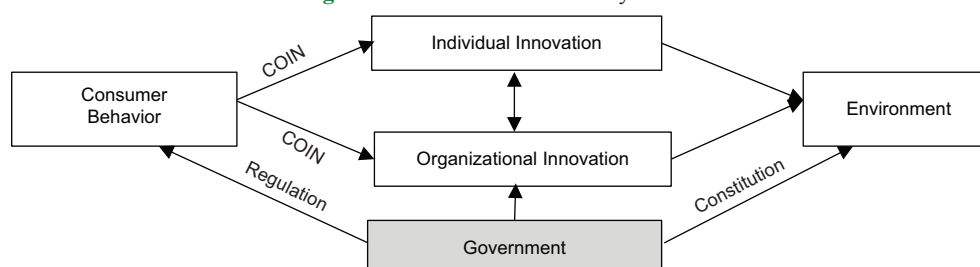 Individual Innovation
COIN
Consumer
Behavior
Environment
COIN
Organizational Innovation
Regulation
Constitution
Government